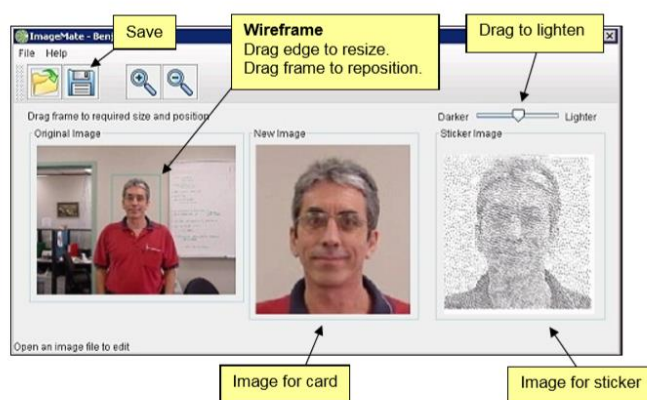 Save
Wireframe
Drag edge to resize.
Drag frame to reposition.
Drag to lighten
ImageMate - Benj
File Help
Drag frame to required size and position
Darker
Lighter
Original Image
New Image
Sticker Image
Open an image file to edit
Image for card
Image for sticker